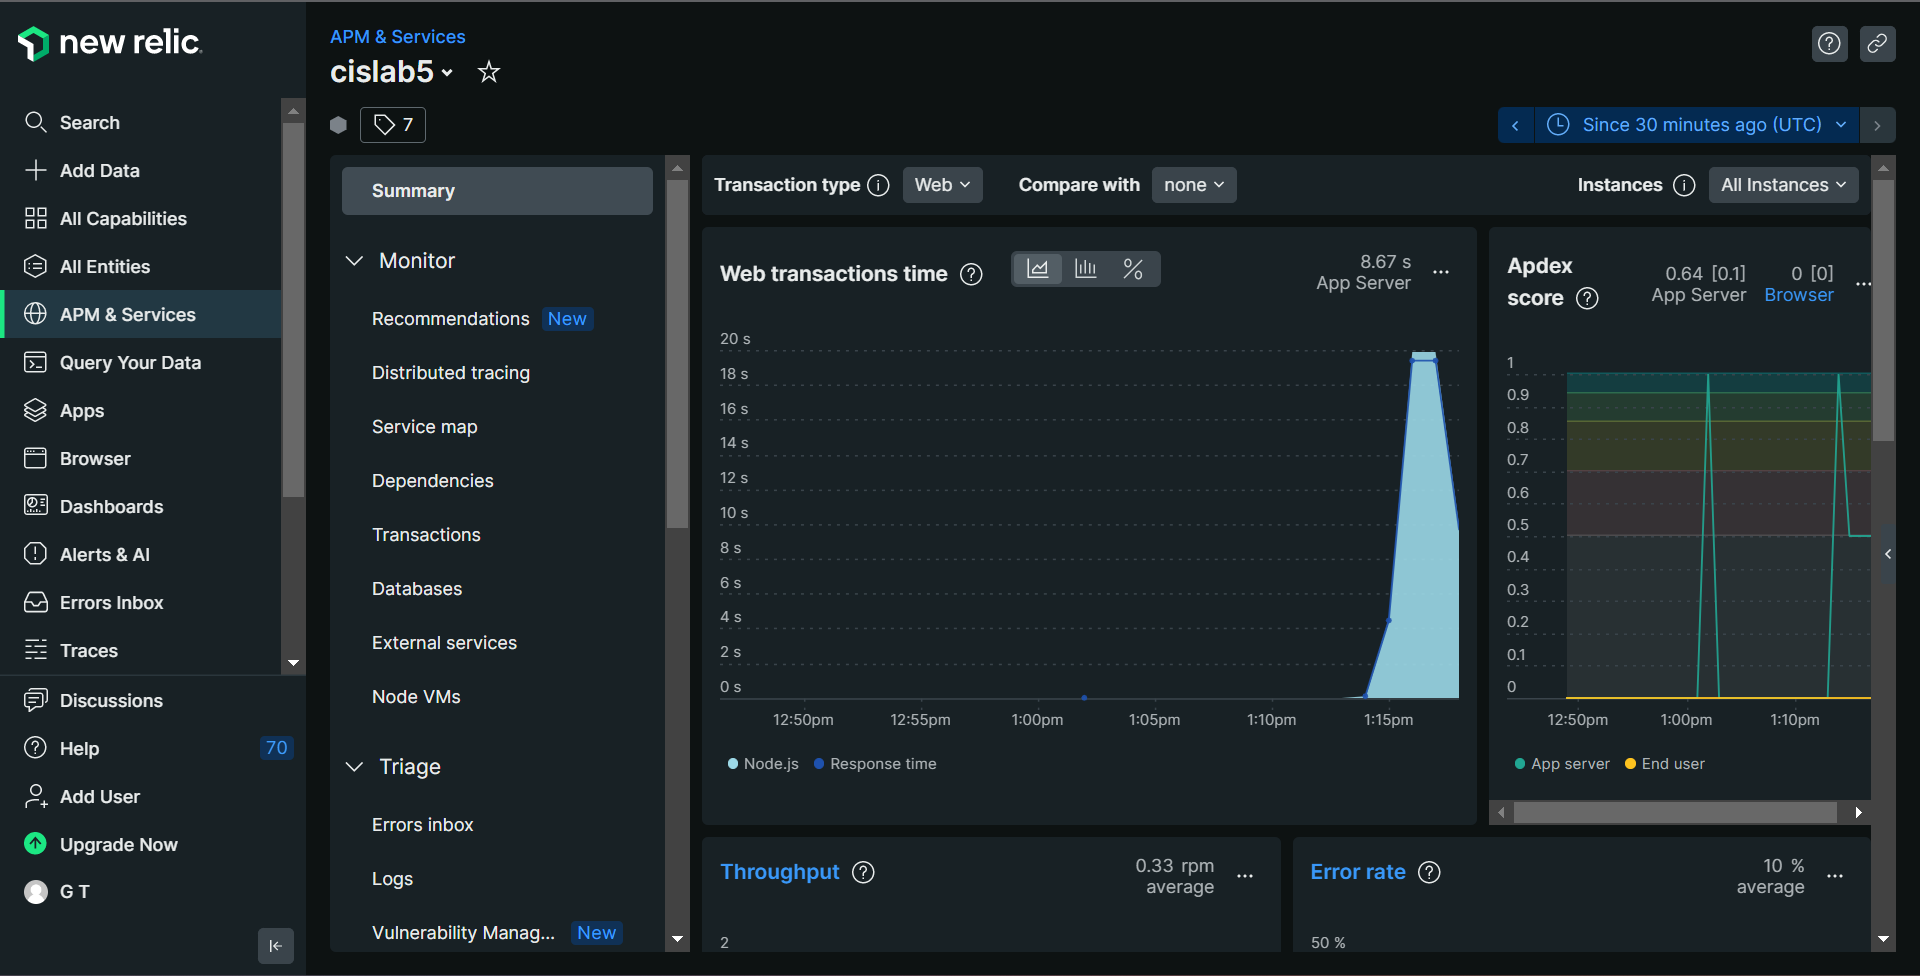 new relic
Search
Add Data
All Capabilities
All Entities
APM & Services
Query Your Data
Apps
Browser
Dashboards
Alerts & AI
Errors Inbox
Traces
Discussions
Help 70
Add User
Upgrade Now
G T
APM & Services
cislab5
7
Since 30 minutes ago (UTC)
Summary
Monitor
Recommendations New
Distributed tracing
Service map
Dependencies
Transactions
Databases
External services
Node VMs
Triage
Errors inbox
Logs
Vulnerability Manag... New
Transaction type Web Compare with none Instances All Instances
Web transactions time %
8.67 s
App Server
20 s
18 s
16 s
14 s
12 s
10 s
8 s
6 s
4 s
2 s
0 s
12:50pm 12:55pm 1:00pm 1:05pm 1:10pm 1:15pm
Node.js Response time
Apdex
score
0.64 [0.1] 0 [0]
App Server Browser
1
0.9
0.8
0.7
0.6
0.5
0.4
0.3
0.2
0.1
0
12:50pm 1:00pm 1:10pm
App server End user
Throughput
0.33 rpm
average
2
Error rate
10 %
average
50 %